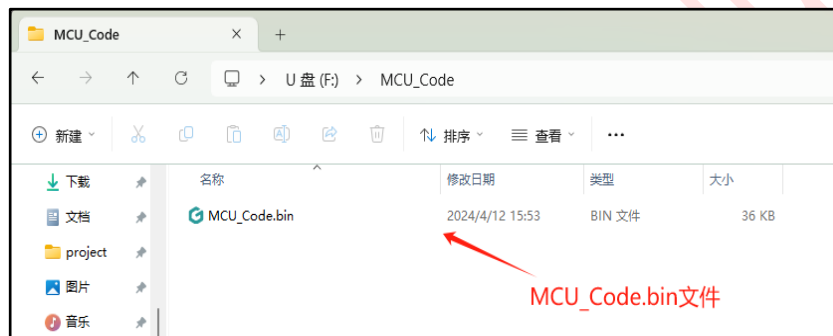 MCU_Code
U 盘 (F:) > MCU_Code
新建 排序 查看
下载
文档
project
图片
音乐
名称 修改日期 类型 大小
MCU_Code.bin 2024/4/12 15:53 BIN 文件 36 KB
MCU_Code.bin文件